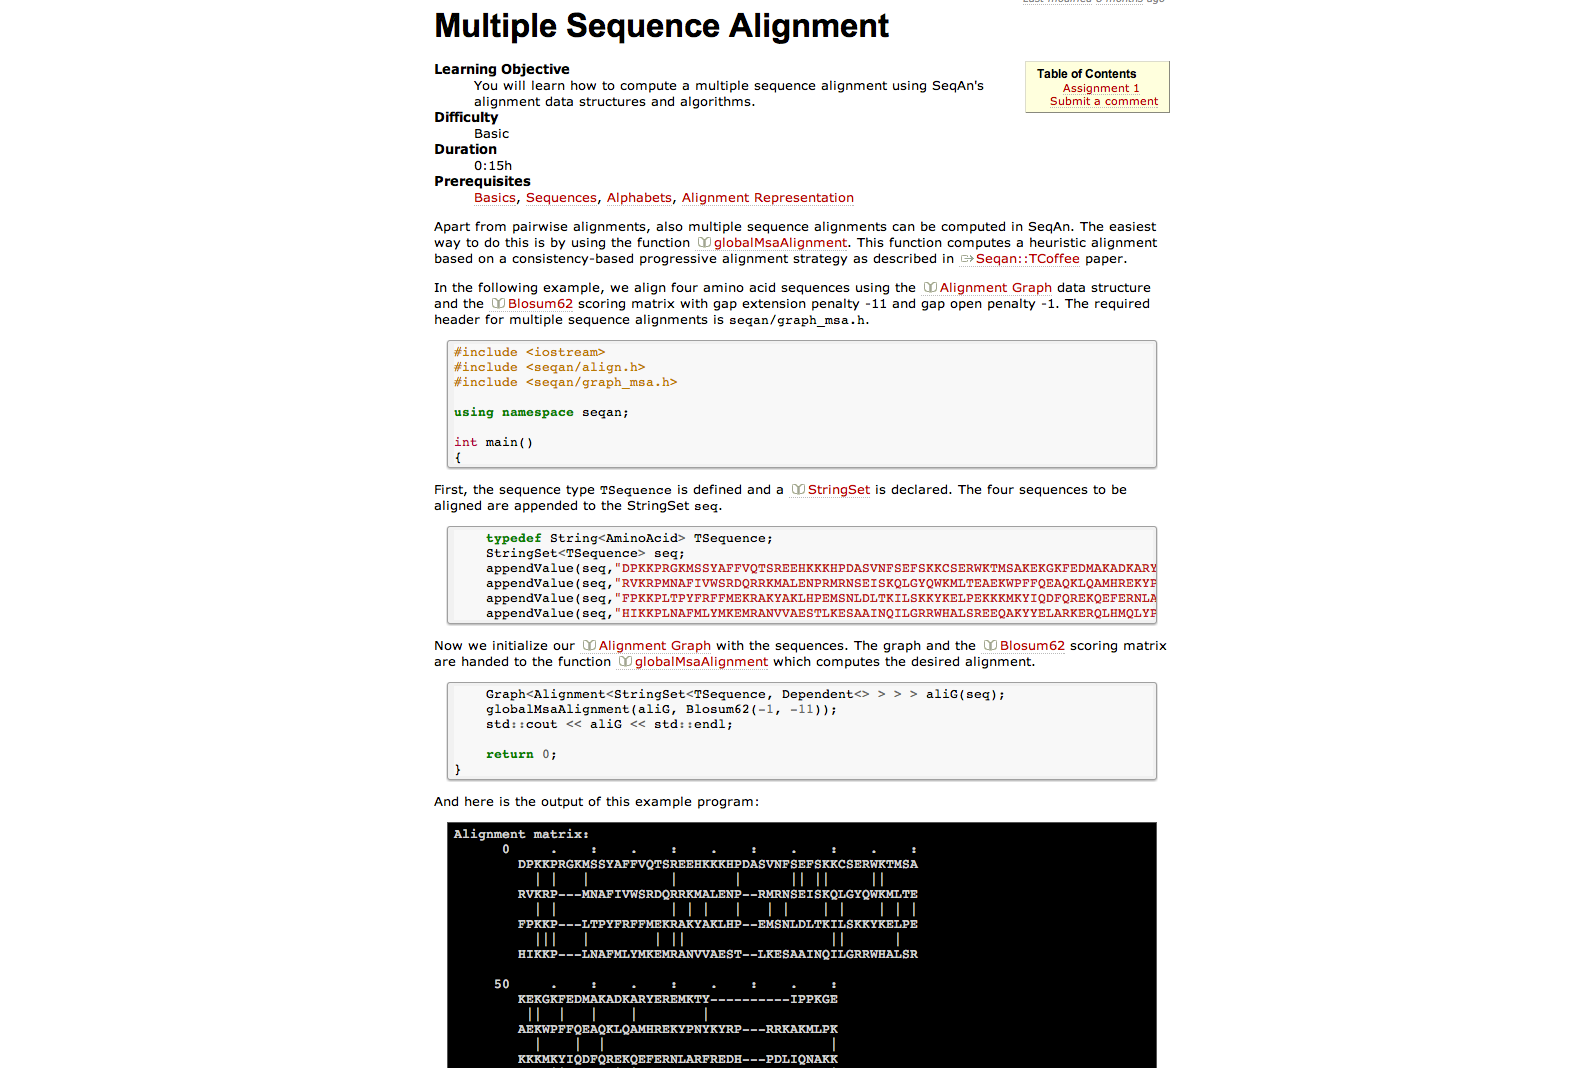 Last modified 8 months ago
Multiple Sequence Alignment
Learning Objective
You will learn how to compute a multiple sequence alignment using SeqAn's
alignment data structures and algorithms.
Difficulty
Basic
Duration
0:15h
Prerequisites
Basics, Sequences, Alphabets, Alignment Representation
Table of Contents
Assignment 1
Submit a comment
Apart from pairwise alignments, also multiple sequence alignments can be computed in SeqAn. The easiest
way to do this is by using the function globalMsaAlignment. This function computes a heuristic alignment
based on a consistency-based progressive alignment strategy as described in Seqan::TCoffee paper.
In the following example, we align four amino acid sequences using the Alignment Graph data structure
and the Blosum62 scoring matrix with gap extension penalty -11 and gap open penalty -1. The required
header for multiple sequence alignments is seqan/graph_msa.h.
#include <iostream>
#include <seqan/align.h>
#include <seqan/graph_msa.h>
using namespace seqan;
int main()
{
First, the sequence type TSequence is defined and a StringSet is declared. The four sequences to be
aligned are appended to the StringSet seq.
typedef String<AminoAcid> TSequence;
StringSet<TSequence> seq;
appendValue(seq,"DPKKPRGKMSSYAFFVQTSREEHKKKHPDASVNFSEFSKKCSERWKTMSAKEKGKFEDMAKADKARY
appendValue(seq,"RVKRPMNAFIVWSRDQRRKMALENPRMRNSEISKQLGYQWKMLTEAEKWPFFQEAQKLQAMHREKYP
appendValue(seq,"FPKKPLTPYFRFFMEKRAKYAKLHPEMSNLDLTKILSKKYKELPEKKKMKYIQDFQREKQEFERNLA
appendValue(seq,"HIKKPLNAFMLYMKEMRANVVAESTLKESAAINQILGRRWHALSREEQAKYYELARKERQLHMQLYP
Now we initialize our Alignment Graph with the sequences. The graph and the Blosum62 scoring matrix
are handed to the function globalMsaAlignment which computes the desired alignment.
Graph<Alignment<StringSet<TSequence, Dependent<> > > > aliG(seq);
globalMsaAlignment(aliG, Blosum62(-1, -11));
std::cout << aliG << std::endl;
return 0;
}
And here is the output of this example program:
Alignment matrix:
0 . : . : . : . : . :
DPKKPRGKMSSYAFFVQTSREEHKKKHPDASVNFSEFSKKCSERWKTMSA
| | | | | || || ||
RVKRP---MNAFIVWSRDQRRKMALENP--RMRNSEISKQLGYQWKMLTE
| | | | | | | | | | | | |
FPKKP---LTPYFRFFMEKRAKYAKLHP--EMSNLDLTKILSKKYKELPE
||| | | || || |
HIKKP---LNAFMLYMKEMRANVVAEST--LKESAAINQILGRRWHALSR
50 . : . : . : . :
KEKGKFEDMAKADKARYEREMKTY----------IPPKGE
|| | | | |
AEKWPFFQEAQKLQAMHREKYPNYKYRP---RRKAKMLPK
| | | |
KKKMKYIQDFQREKQEFERNLARFREDH---PDLIQNAKK